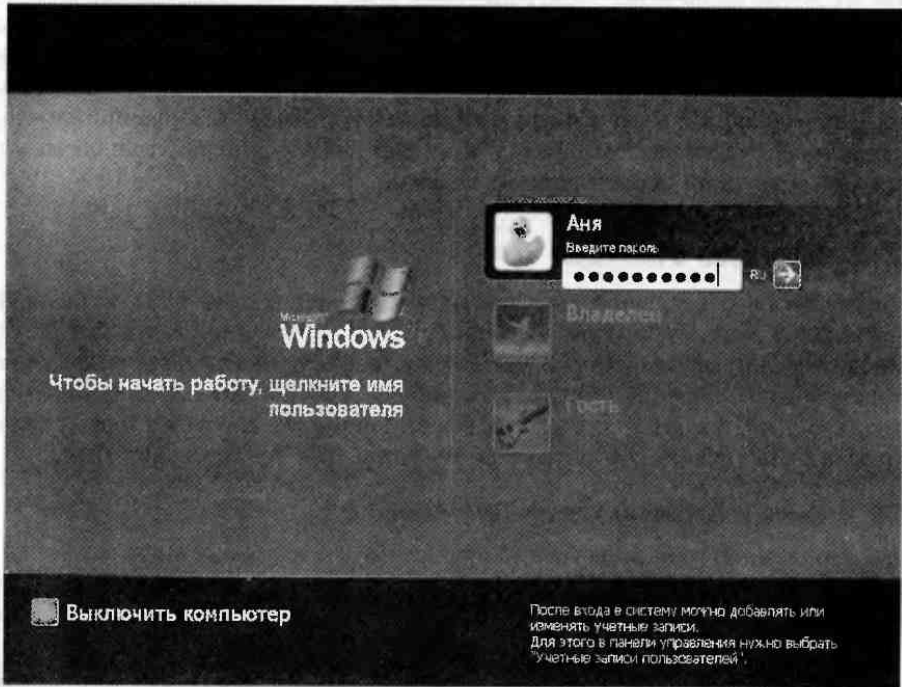 Microsoft
Windows
Чтобы начать работу, щелкните имя
пользователя
Аня
Введите пароль
RU
Владелец
Гость
Выключить компьютер
После входа в систему можно добавлять или
изменять учетные записи.
Для этого в панели управления нужно выбрать
"Учетные записи пользователей".